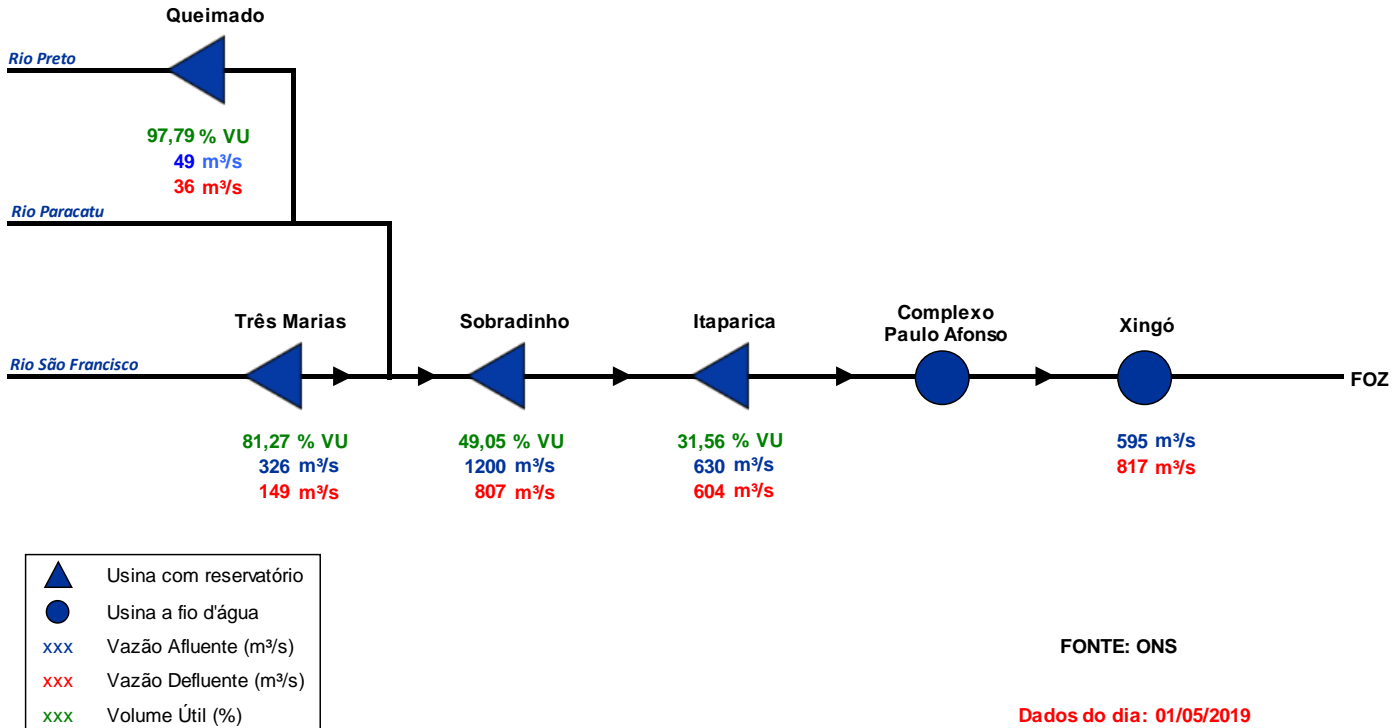 Queimado
Rio Preto
97,79 % VU
49 m³/s
36 m³/s
Rio Paracatu
Três Marias
Sobradinho
Itaparica
Complexo
Paulo Afonso
Xingó
Rio São Francisco
FOZ
81,27 % VU
326 m³/s
149 m³/s
49,05 % VU
1200 m³/s
807 m³/s
31,56 % VU
630 m³/s
604 m³/s
595 m³/s
817 m³/s
Usina com reservatório
Usina a fio d'água
xxx Vazão Afluente (m³/s)
xxx Vazão Defluente (m³/s)
xxx Volume Útil (%)
FONTE: ONS
Dados do dia: 01/05/2019